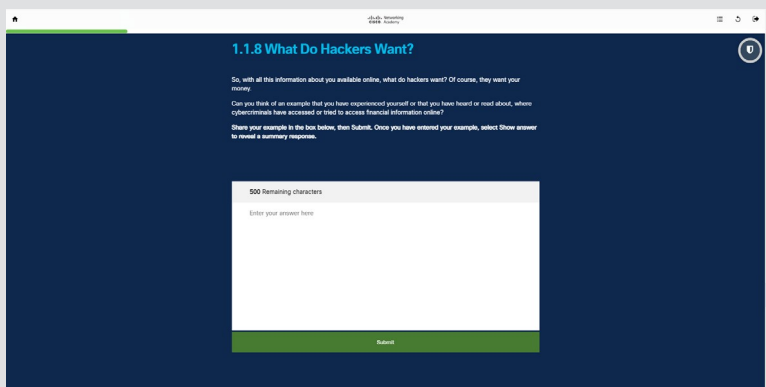 CISCO Networking Academy
1.1.8 What Do Hackers Want?
So, with all this information about you available online, what do hackers want? Of course, they want your
money.
Can you think of an example that you have experienced yourself or that you have heard or read about, where
cybercriminals have accessed or tried to access financial information online?
Share your example in the box below, then Submit. Once you have entered your example, select Show answer
to reveal a summary response.
500 Remaining characters
Enter your answer here
Submit